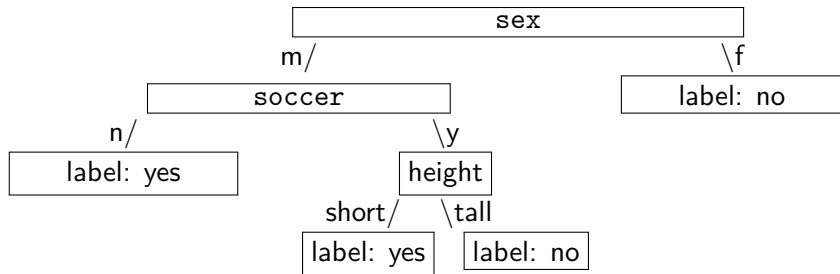 sex
m f
soccer label: no
n y
label: yes height
short tall
label: yes label: no